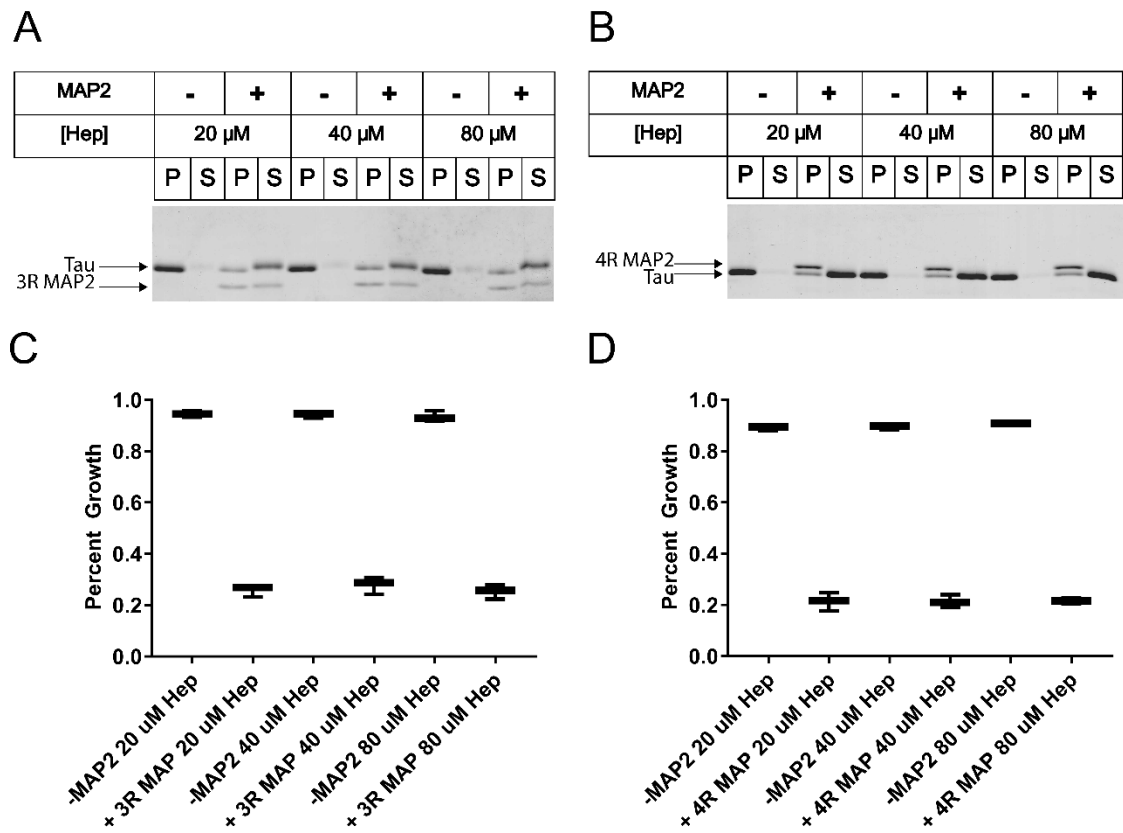 A
MAP2 - + - + - +
[Hep] 20 µM 40 µM 80 µM
P S P S P S P S P S P S
Tau
3R MAP2
B
MAP2 - + - + - +
[Hep] 20 µM 40 µM 80 µM
P S P S P S P S P S P S
4R MAP2
Tau
C
Percent Growth
1.0
0.8
0.6
0.4
0.2
0.0
-MAP2 20 uM Hep
+ 3R MAP 20 uM Hep
-MAP2 40 uM Hep
+ 3R MAP 40 uM Hep
-MAP2 80 uM Hep
+ 3R MAP 80 uM Hep
D
Percent Growth
1.0
0.8
0.6
0.4
0.2
0.0
-MAP2 20 uM Hep
+ 4R MAP 20 uM Hep
-MAP2 40 uM Hep
+ 4R MAP 40 uM Hep
-MAP2 80 uM Hep
+ 4R MAP 80 uM Hep